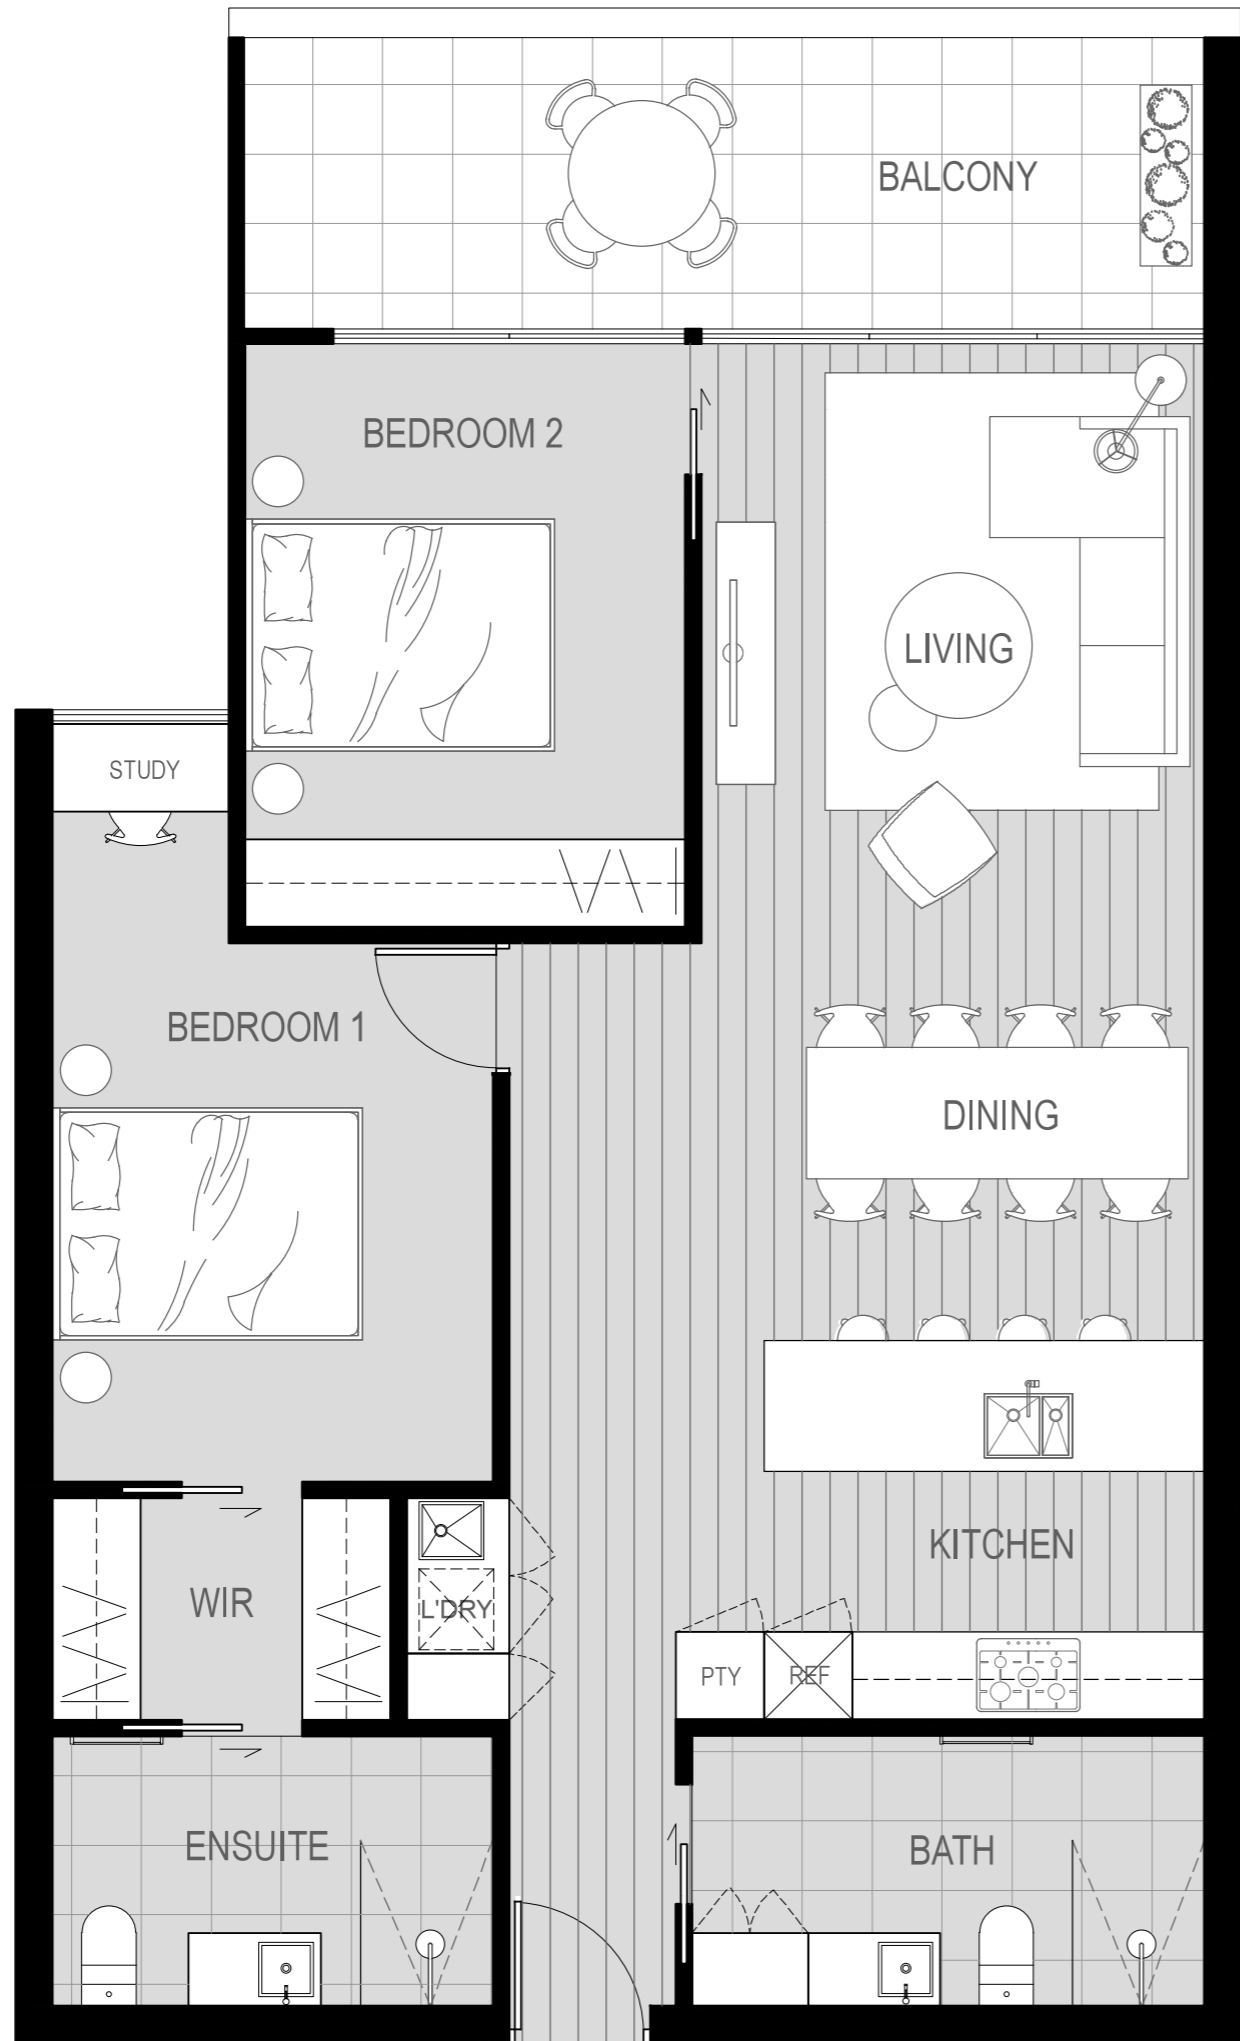 BALCONY
BEDROOM 2
LIVING
STUDY
BEDROOM 1
DINING
KITCHEN
WIR
L'DRY
PTY
REF
ENSUITE
BATH